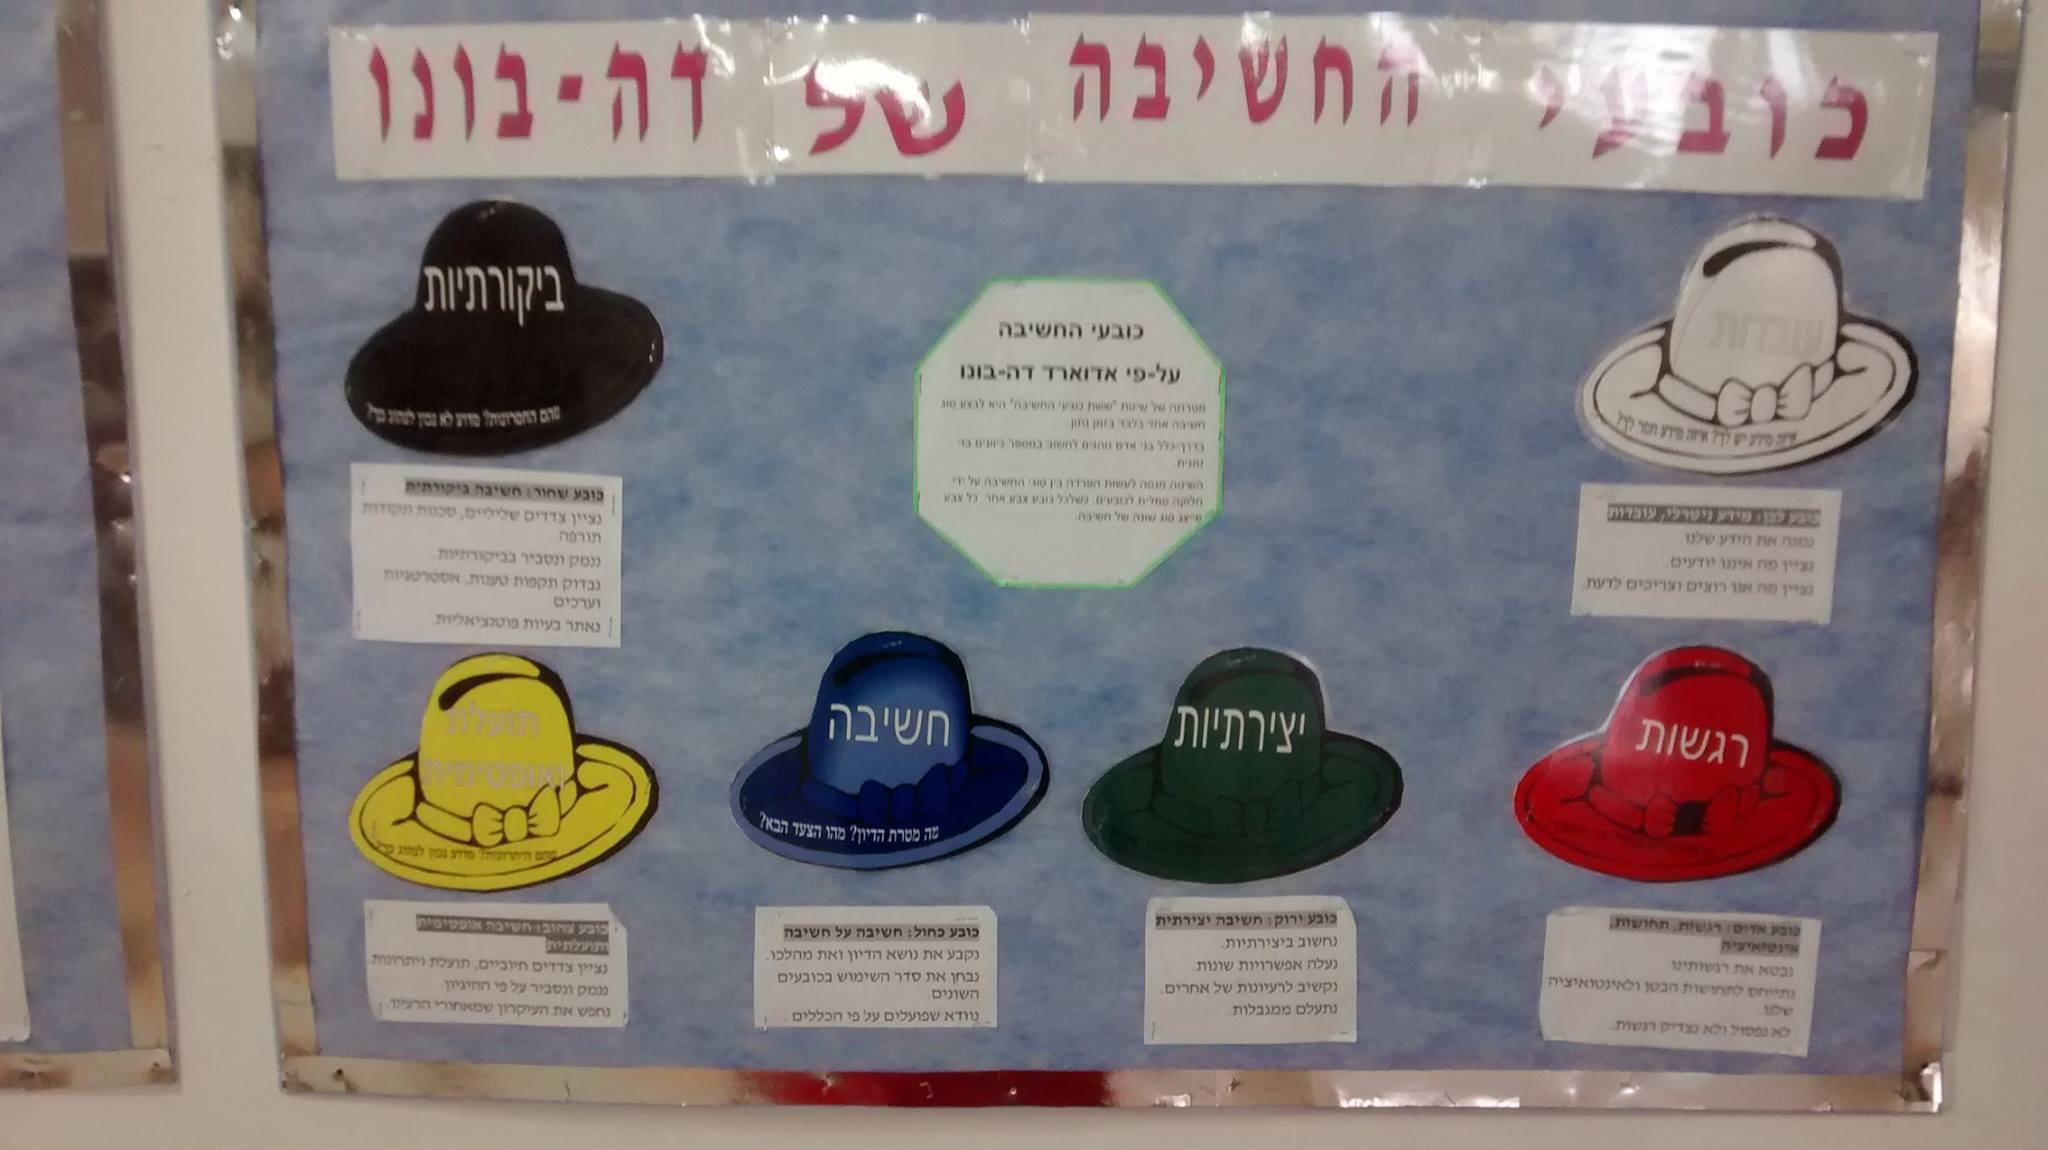 כובעי החשיבה של דה-בונו
ביקורתיות
מהם החסרונות? מדוע לא נכון לנהוג כך?
כובע שחור: חשיבה ביקורתית
נציין צדדים שליליים, סכנות ונקודות
תורפה
ננמק ונסביר בביקורתיות.
נבדוק תקפות טענות, אסטרטגיות
וערכים.
נאתר בעיות פוטנציאליות.
כובעי החשיבה
על-פי אדוארד דה-בונו
מטרתה של שיטת "ששת כובעי החשיבה" היא לבצע סוג
חשיבה אחד בלבד בזמן נתון.
בדרך-כלל בני אדם נוהגים לחשוב במספר כיוונים בו
זמנית.
השיטה מנסה לעשות הפרדה בין סוגי החשיבה על ידי
חלוקה סמלית לכובעים, כשלכל כובע צבע אחר. כל צבע
מייצג סוג שונה של חשיבה.
עובדות
איזה מידע יש לך? איזה מידע חסר לך?
כובע לבן: מידע ניטרלי, עובדות
נמנה את הידע שלנו.
נציין מה איננו יודעים.
נציין מה אנו רוצים וצריכים לדעת.
רגשות
כובע אדום: רגשות, תחושות,
אינטואיציה
נבטא את רגשותינו.
נתייחס לתחושות הבטן ולאינטואיציה
שלנו.
לא נפסול ולא נצדיק רגשות.
יצירתיות
כובע ירוק: חשיבה יצירתית
נחשוב ביצירתיות.
נעלה אפשרויות שונות.
נקשיב לרעיונות של אחרים.
נתעלם ממגבלות.
חשיבה
מה מטרת הדיון? מהו הצעד הבא?
כובע כחול: חשיבה על חשיבה
נקבע את נושא הדיון ואת מהלכו.
נבחן את סדר השימוש בכובעים
השונים.
נוודא שפועלים על פי הכללים.
תועלת
ואופטימיות
מהם היתרונות? מדוע נכון לנהוג כך?
כובע צהוב: חשיבה אופטימית
ותועלתית
נציין צדדים חיוביים, תועלת ויתרונות.
ננמק ונסביר על פי ההיגיון
נחפש את העיקרון שמאחורי הרעיון.